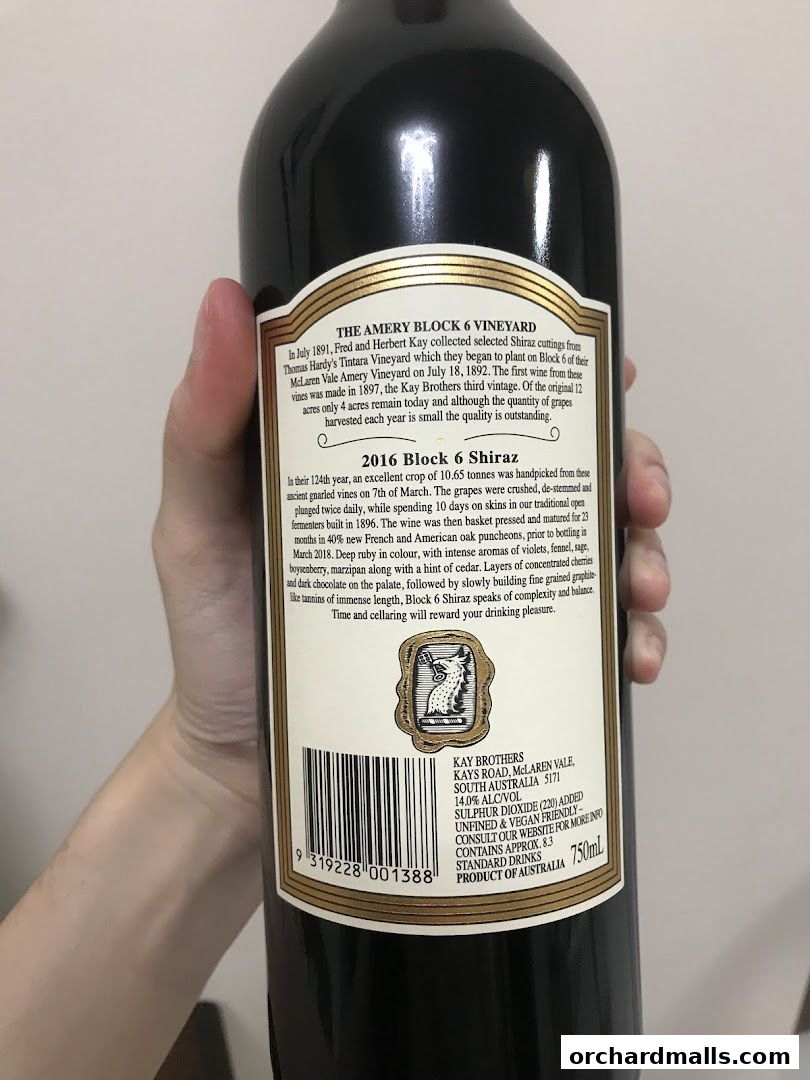 THE AMERY BLOCK 6 VINEYARD
In July 1891, Fred and Herbert Kay collected selected Shiraz cuttings from
Thomas Hardy's Tintara Vineyard which they began to plant on Block 6 of their
McLaren Vale Amery Vineyard on July 18, 1892. The first wine from these
vines was made in 1897, the Kay Brothers third vintage. Of the original 12
acres only 4 acres remain today and although the quantity of grapes
harvested each year is small the quality is outstanding.
2016 Block 6 Shiraz
In their 124th year, an excellent crop of 10.65 tonnes was handpicked from these
ancient gnarled vines on 7th of March. The grapes were crushed, de-stemmed and
plunged twice daily, while spending 10 days on skins in our traditional open
fermenters built in 1896. The wine was then basket pressed and matured for 23
months in 40% new French and American oak puncheons, prior to bottling in
March 2018. Deep ruby in colour, with intense aromas of violets, fennel, sage,
boysenberry, marzipan along with a hint of cedar. Layers of concentrated cherries
and dark chocolate on the palate, followed by slowly building fine grained graphite-
like tannins of immense length, Block 6 Shiraz speaks of complexity and balance.
Time and cellaring will reward your drinking pleasure.
KAY BROTHERS
KAYS ROAD, McLAREN VALE,
SOUTH AUSTRALIA 5171
14.0% ALC/VOL
SULPHUR DIOXIDE (220) ADDED
UNFINED & VEGAN FRIENDLY –
CONSULT OUR WEBSITE FOR MORE INFO
CONTAINS APPROX. 8.3
STANDARD DRINKS 750mL
PRODUCT OF AUSTRALIA
9 319228 001388
orchardmalls.com